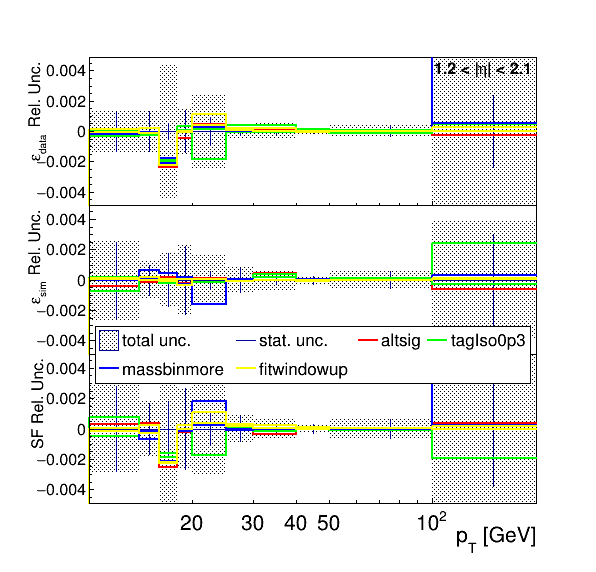 1.2 < |η| < 2.1
ε_data Rel. Unc.
0.004
0.002
0
−0.002
−0.004
ε_sim Rel. Unc.
0.004
0.002
0
−0.002
−0.004
total unc. stat. unc. altsig tagIso0p3
massbinmore fitwindowup
SF Rel. Unc.
0.002
0
−0.002
−0.004
20 30 40 50 10²
p_T [GeV]